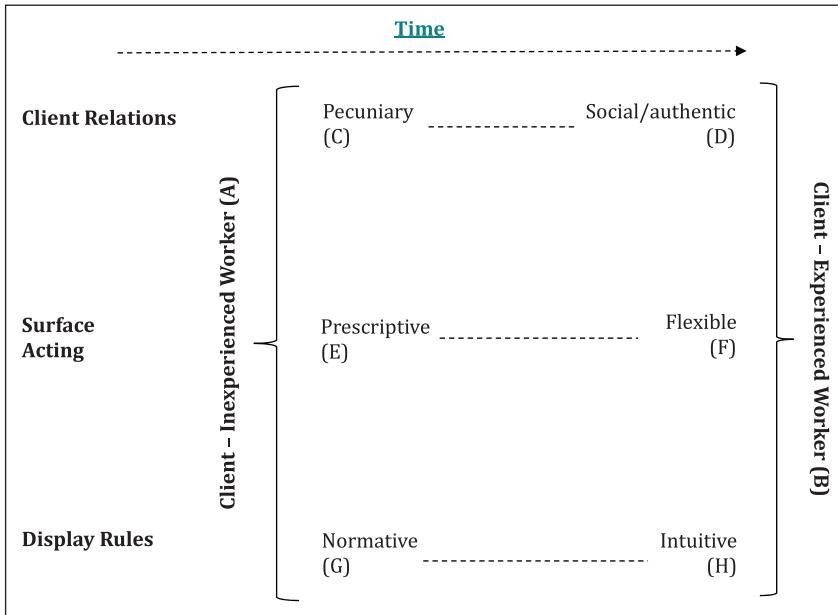 Time
Client Relations
Pecuniary
(C)
Social/authentic
(D)
Client – Inexperienced Worker (A)
Client – Experienced Worker (B)
Surface
Acting
Prescriptive
(E)
Flexible
(F)
Display Rules
Normative
(G)
Intuitive
(H)